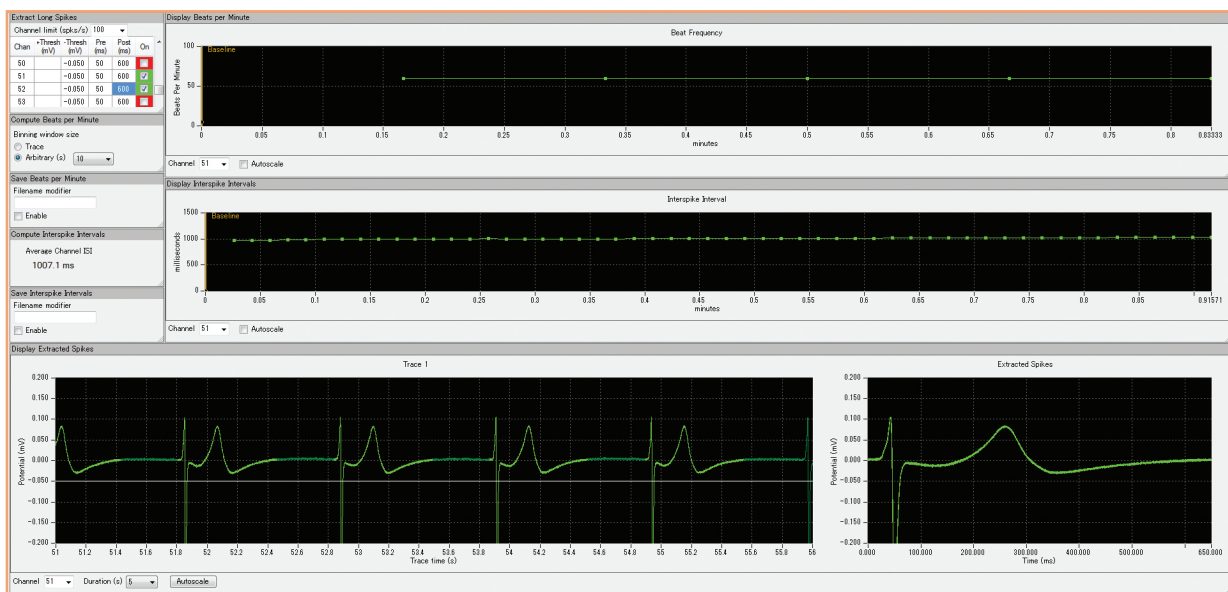 Extract Long Spikes
Channel limit (spks/s) 100
Chan +Thresh (mV) -Thresh (mV) Pre (ms) Post (ms) On
50 -0.050 50 600
51 -0.050 50 600
52 -0.050 50 600
53 -0.050 50 600
Compute Beats per Minute
Binning window size
Trace
Arbitrary (s) 10
Save Beats per Minute
Filename modifier
Enable
Compute Interspike Intervals
Average Channel ISI
1007.1 ms
Save Interspike Intervals
Filename modifier
Enable
Display Beats per Minute
Beat Frequency
Baseline
Beats Per Minute
100
50
0
0 0.05 0.1 0.15 0.2 0.25 0.3 0.35 0.4 0.45 0.5 0.55 0.6 0.65 0.7 0.75 0.8 0.83333
minutes
Channel 51 Autoscale
Display Interspike Intervals
Interspike Interval
Baseline
milliseconds
1500
1000
500
0
0 0.05 0.1 0.15 0.2 0.25 0.3 0.35 0.4 0.45 0.5 0.55 0.6 0.65 0.7 0.75 0.8 0.85 0.91571
minutes
Channel 51 Autoscale
Display Extracted Spikes
Trace 1
Potential (mV)
0.200
0.150
0.100
0.050
0.000
-0.050
-0.100
-0.150
-0.200
51 51.2 51.4 51.6 51.8 52 52.2 52.4 52.6 52.8 53 53.2 53.4 53.6 53.8 54 54.2 54.4 54.6 54.8 55 55.2 55.4 55.6 55.8 56
Trace time (s)
Channel 51 Duration (s) 5 Autoscale
Extracted Spikes
Potential (mV)
0.200
0.150
0.100
0.050
0.000
-0.050
-0.100
-0.150
-0.200
0.000 100.000 200.000 300.000 400.000 500.000 650.000
Time (ms)